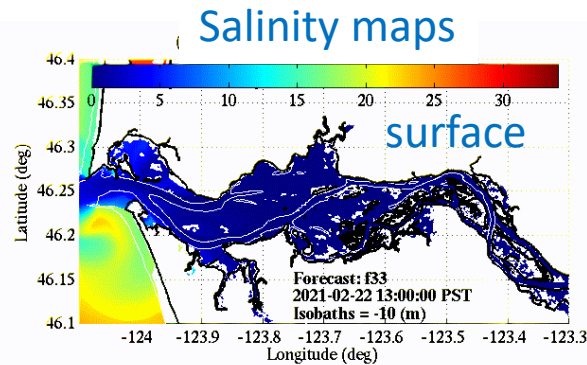 Salinity maps
46.4
0 5 10 15 20 25 30
46.35
surface
46.3
46.25
46.2
46.15
46.1
Latitude (deg)
Forecast: f33
2021-02-22 13:00:00 PST
Isobaths = -10 (m)
-124 -123.9 -123.8 -123.7 -123.6 -123.5 -123.4 -123.3
Longitude (deg)